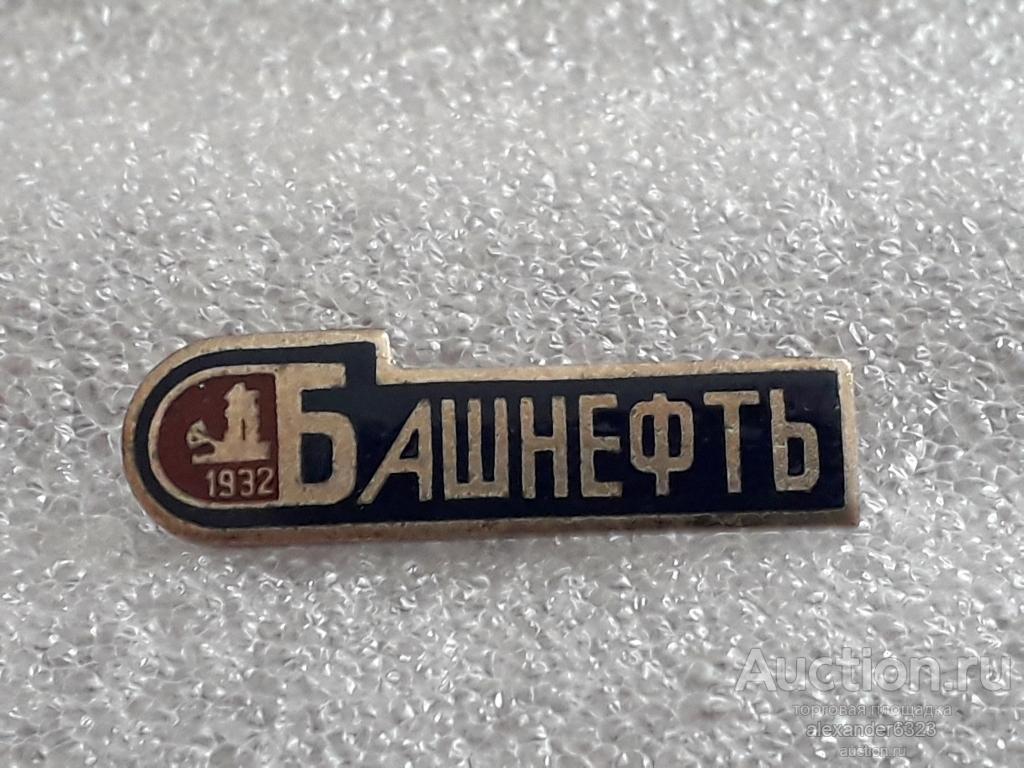 БАШНЕФТЬ
1932
Auction.ru
торговая площадка
alexander6323
auction.ru